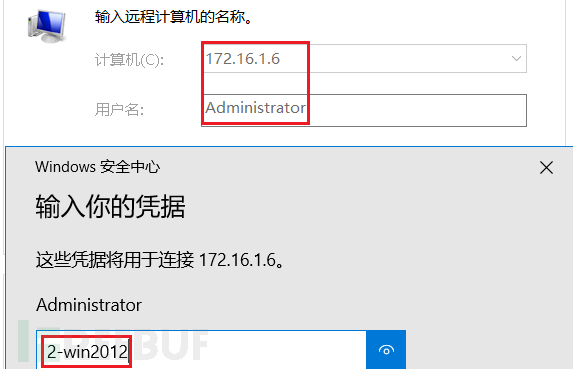 输入远程计算机的名称。
计算机(C): 172.16.1.6
用户名: Administrator
Windows 安全中心
输入你的凭据
这些凭据将用于连接 172.16.1.6。
Administrator
2-win2012